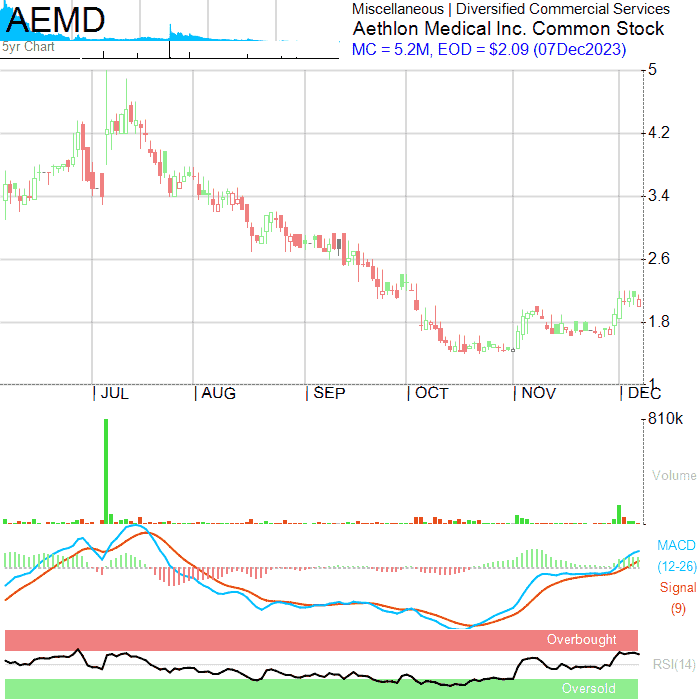 AEMD
5yr Chart
Miscellaneous | Diversified Commercial Services
Aethlon Medical Inc. Common Stock
MC = 5.2M, EOD = $2.09 (07Dec2023)
5
4.2
3.4
2.6
1.8
1
JUL AUG SEP OCT NOV DEC
810k
Volume
MACD
(12-26)
Signal
(9)
Overbought
RSI(14)
Oversold